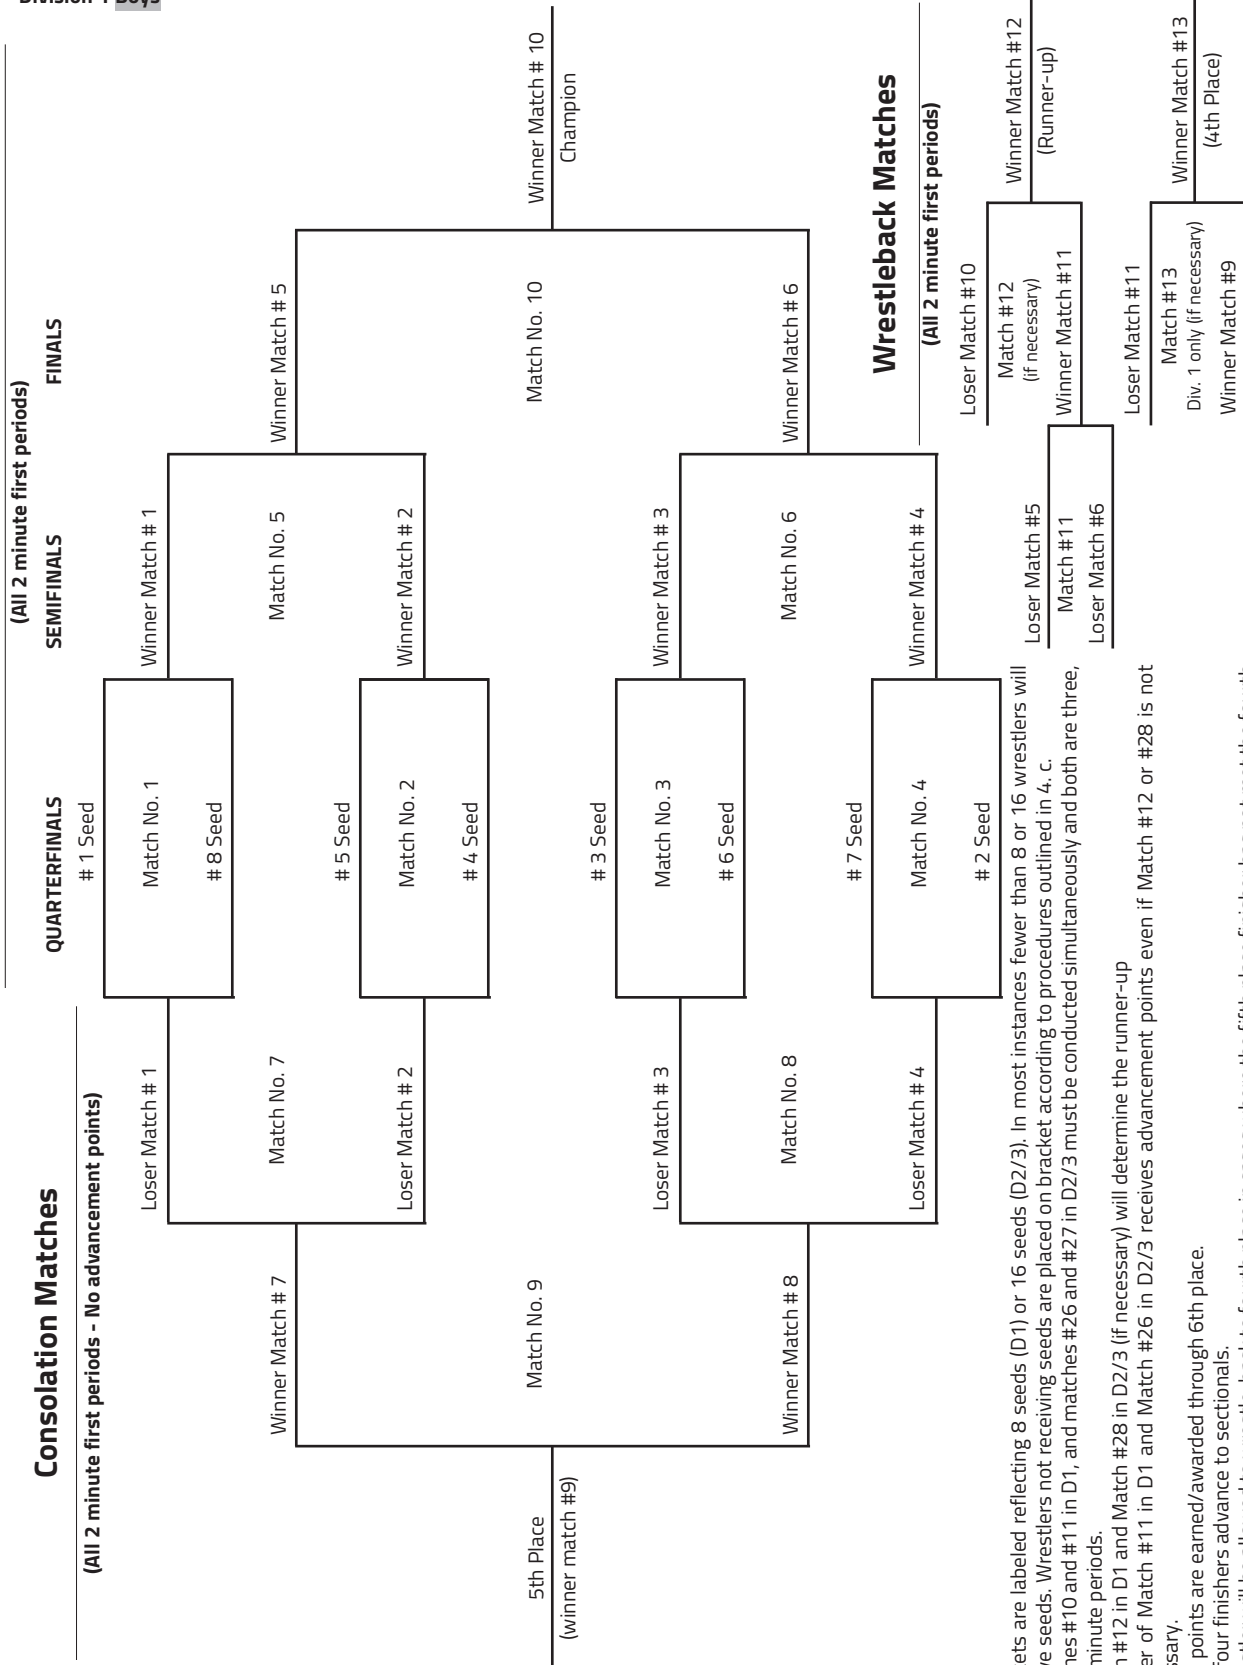 Division 1 Boys
Consolation Matches
(All 2 minute first periods - No advancement points)
(All 2 minute first periods)
QUARTERFINALS
SEMIFINALS
FINALS
# 1 Seed
Match No. 1
# 8 Seed
# 5 Seed
Match No. 2
# 4 Seed
# 3 Seed
Match No. 3
# 6 Seed
# 7 Seed
Match No. 4
# 2 Seed
Winner Match # 1
Match No. 5
Winner Match # 2
Winner Match # 3
Match No. 6
Winner Match # 4
Winner Match # 5
Match No. 10
Winner Match # 6
Winner Match # 10
Champion
Loser Match # 1
Match No. 7
Loser Match # 2
Loser Match # 3
Match No. 8
Loser Match # 4
Winner Match # 7
Match No. 9
Winner Match # 8
5th Place
(winner match #9)
Wrestleback Matches
(All 2 minute first periods)
Loser Match #5
Match #11
Loser Match #6
Loser Match #10
Match #12
(if necessary)
Winner Match #11
Winner Match #12
(Runner-up)
Loser Match #11
Match #13
Div. 1 only (if necessary)
Winner Match #9
Winner Match #13
(4th Place)
ets are labeled reflecting 8 seeds (D1) or 16 seeds (D2/3). In most instances fewer than 8 or 16 wrestlers will
ve seeds. Wrestlers not receiving seeds are placed on bracket according to procedures outlined in 4. c.
hes #10 and #11 in D1, and matches #26 and #27 in D2/3 must be conducted simultaneously and both are three,
minute periods.
h #12 in D1 and Match #28 in D2/3 (if necessary) will determine the runner-up
er of Match #11 in D1 and Match #26 in D2/3 receives advancement points even if Match #12 or #28 is not
ssary.
points are earned/awarded through 6th place.
four finishers advance to sectionals.